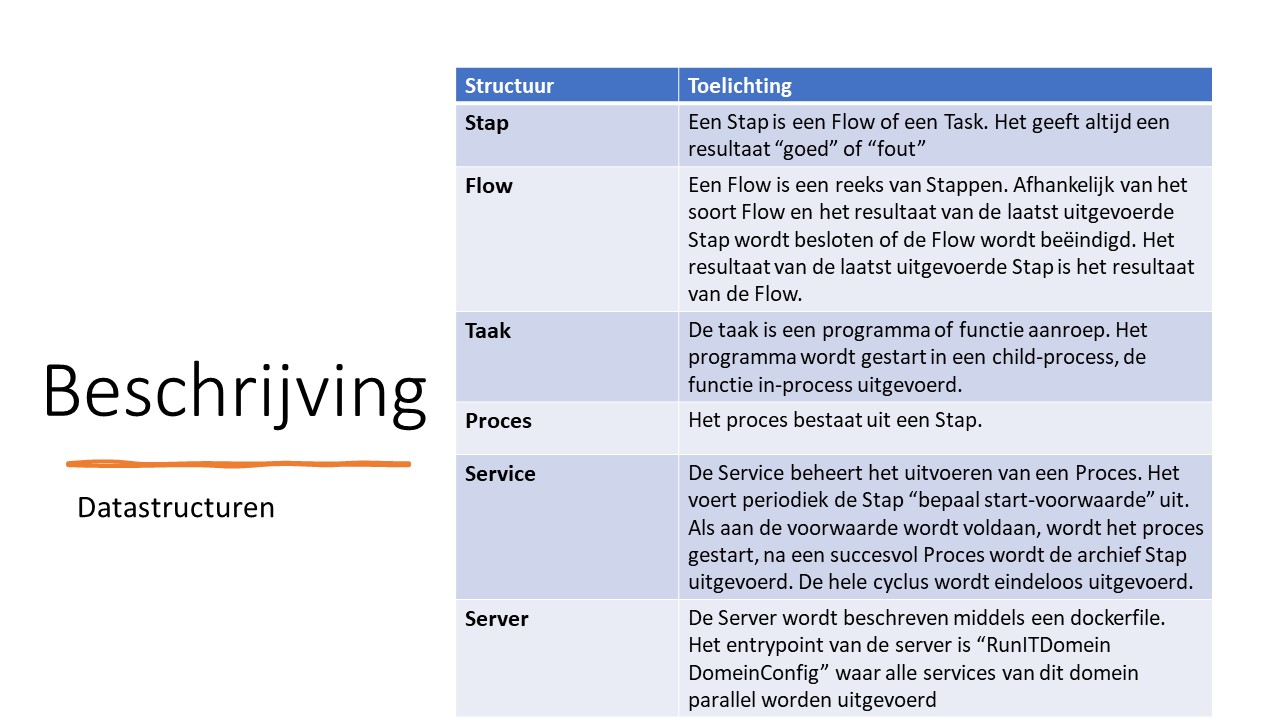 Beschrijving
Datastructuren
Structuur Toelichting
Stap Een Stap is een Flow of een Task. Het geeft altijd een
resultaat “goed” of “fout”
Flow Een Flow is een reeks van Stappen. Afhankelijk van het
soort Flow en het resultaat van de laatst uitgevoerde
Stap wordt besloten of de Flow wordt beëindigd. Het
resultaat van de laatst uitgevoerde Stap is het resultaat
van de Flow.
Taak De taak is een programma of functie aanroep. Het
programma wordt gestart in een child-process, de
functie in-process uitgevoerd.
Proces Het proces bestaat uit een Stap.
Service De Service beheert het uitvoeren van een Proces. Het
voert periodiek de Stap “bepaal start-voorwaarde” uit.
Als aan de voorwaarde wordt voldaan, wordt het proces
gestart, na een succesvol Proces wordt de archief Stap
uitgevoerd. De hele cyclus wordt eindeloos uitgevoerd.
Server De Server wordt beschreven middels een dockerfile.
Het entrypoint van de server is “RunITDomein
DomeinConfig” waar alle services van dit domein
parallel worden uitgevoerd